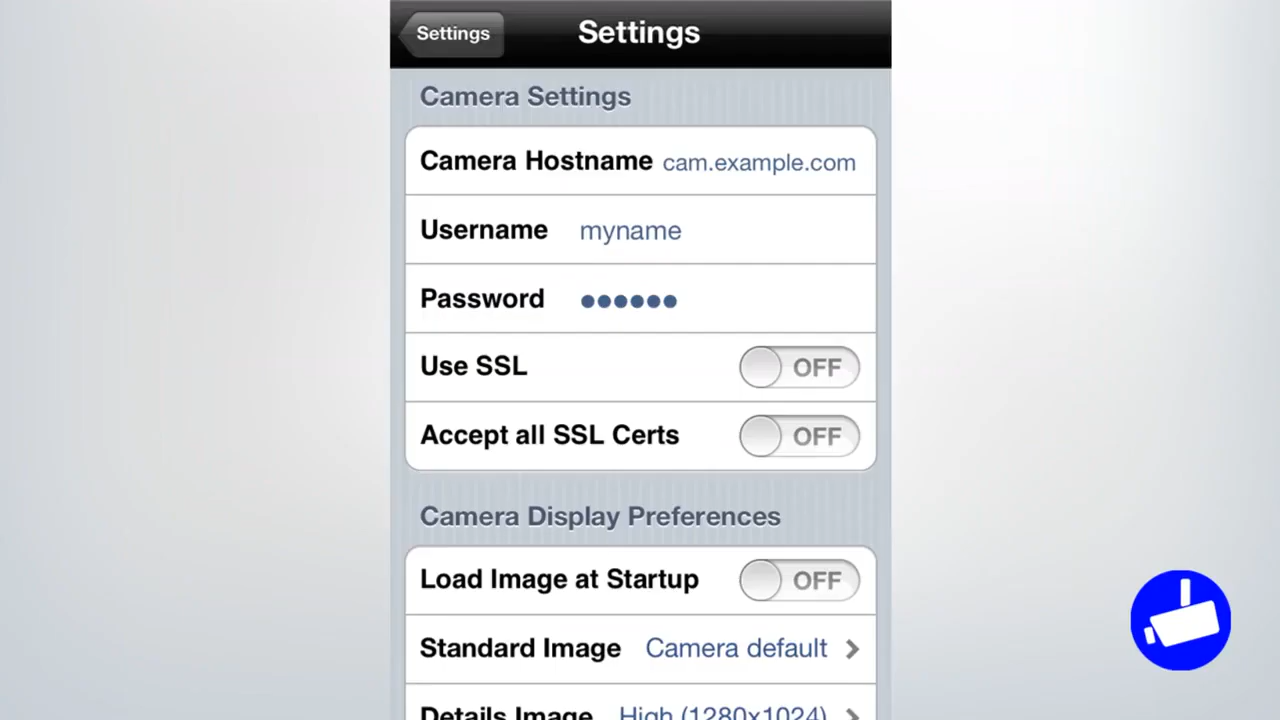 Settings
Settings
Camera Settings
Camera Hostname cam.example.com
Username myname
Password ●●●●●●
Use SSL OFF
Accept all SSL Certs OFF
Camera Display Preferences
Load Image at Startup OFF
Standard Image Camera default
Details Image High (1280x1024)